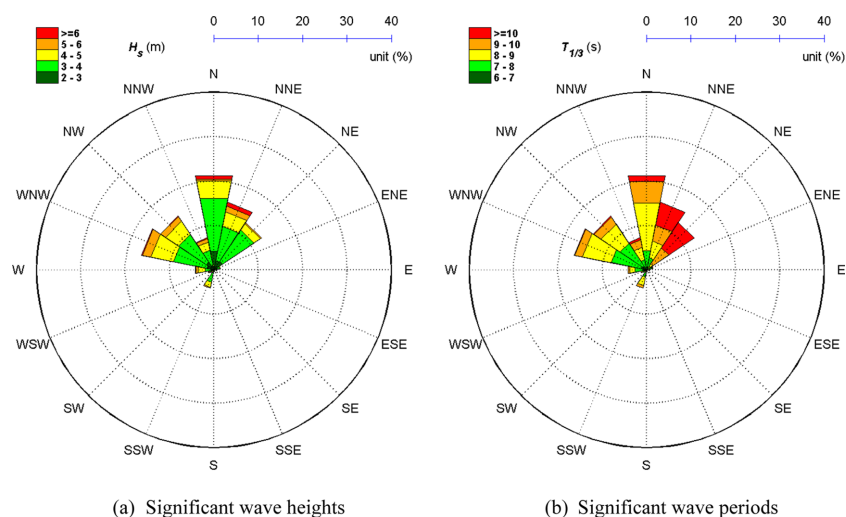 0 10 20 30 40
unit (%)
Hs (m)
>=6
5 - 6
4 - 5
3 - 4
2 - 3
N
NNE
NE
ENE
E
ESE
SE
SSE
S
SSW
SW
WSW
W
WNW
NW
NNW
(a) Significant wave heights
0 10 20 30 40
unit (%)
T1/3 (s)
>=10
9 - 10
8 - 9
7 - 8
6 - 7
N
NNE
NE
ENE
E
ESE
SE
SSE
S
SSW
SW
WSW
W
WNW
NW
NNW
(b) Significant wave periods